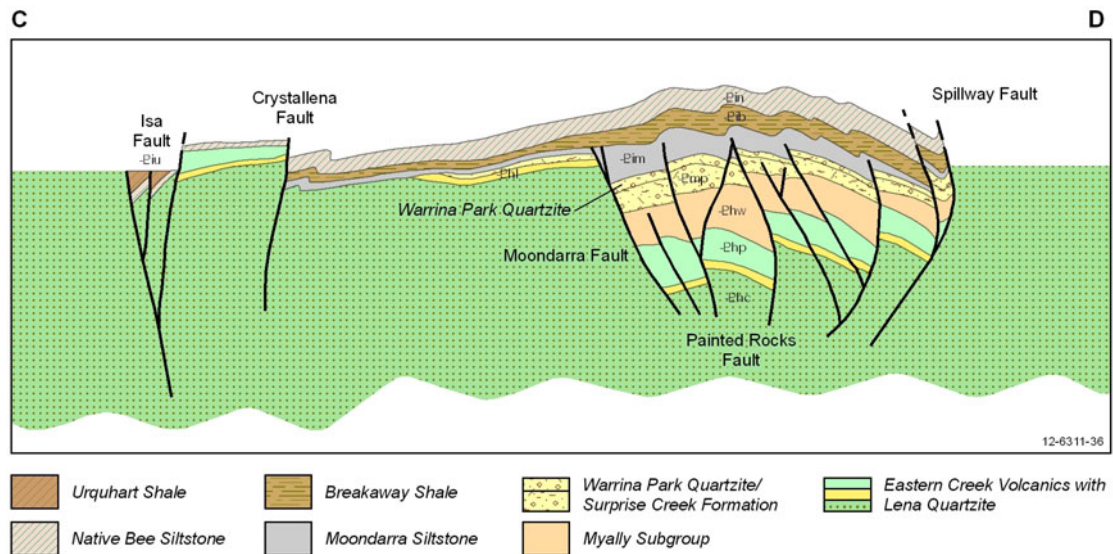 C
D
Isa
Fault
Crystallena
Fault
Spillway Fault
Warrina Park Quartzite
Moondarra Fault
Painted Rocks
Fault
12-6311-36
Urquhart Shale
Breakaway Shale
Warrina Park Quartzite/
Surprise Creek Formation
Eastern Creek Volcanics with
Lena Quartzite
Native Bee Siltstone
Moondarra Siltstone
Myally Subgroup